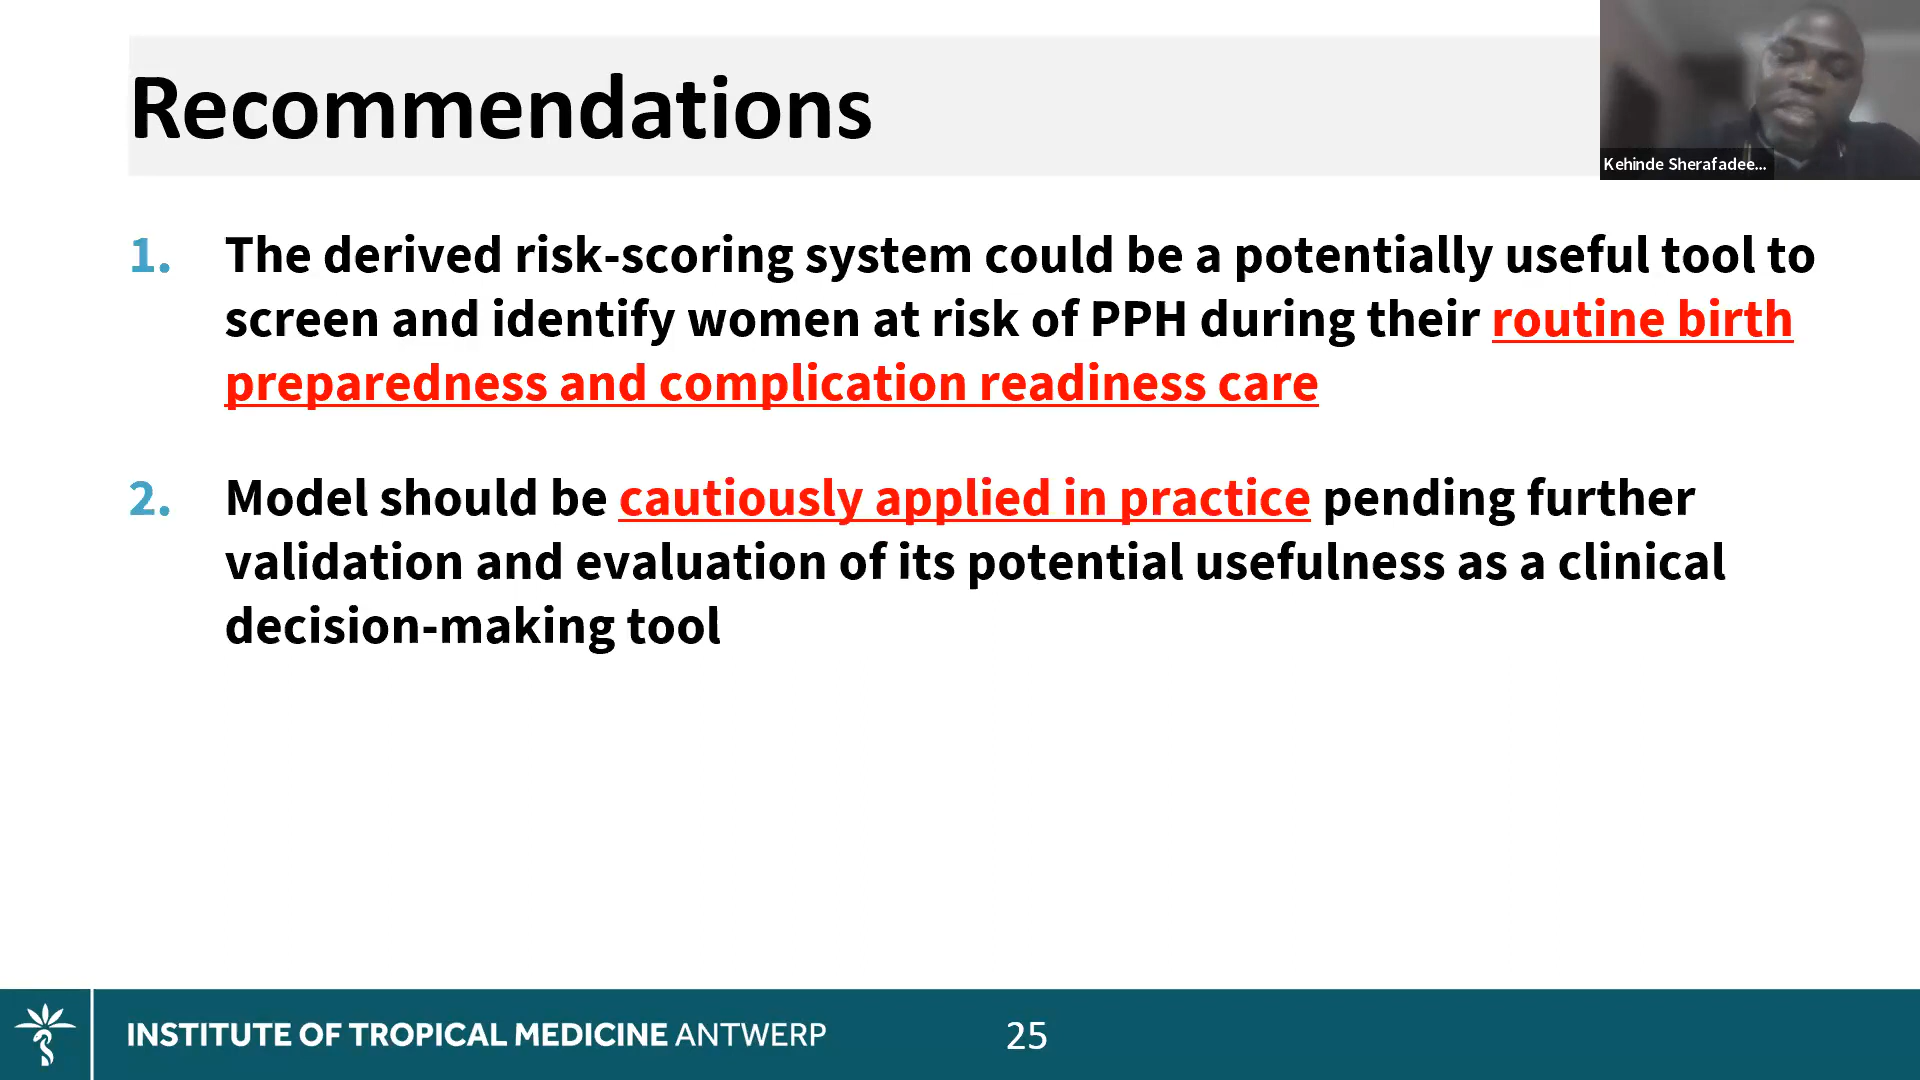 Recommendations
Kehinde Sherafadee...
1. The derived risk-scoring system could be a potentially useful tool to
screen and identify women at risk of PPH during their routine birth
preparedness and complication readiness care
2. Model should be cautiously applied in practice pending further
validation and evaluation of its potential usefulness as a clinical
decision-making tool
INSTITUTE OF TROPICAL MEDICINE ANTWERP
25